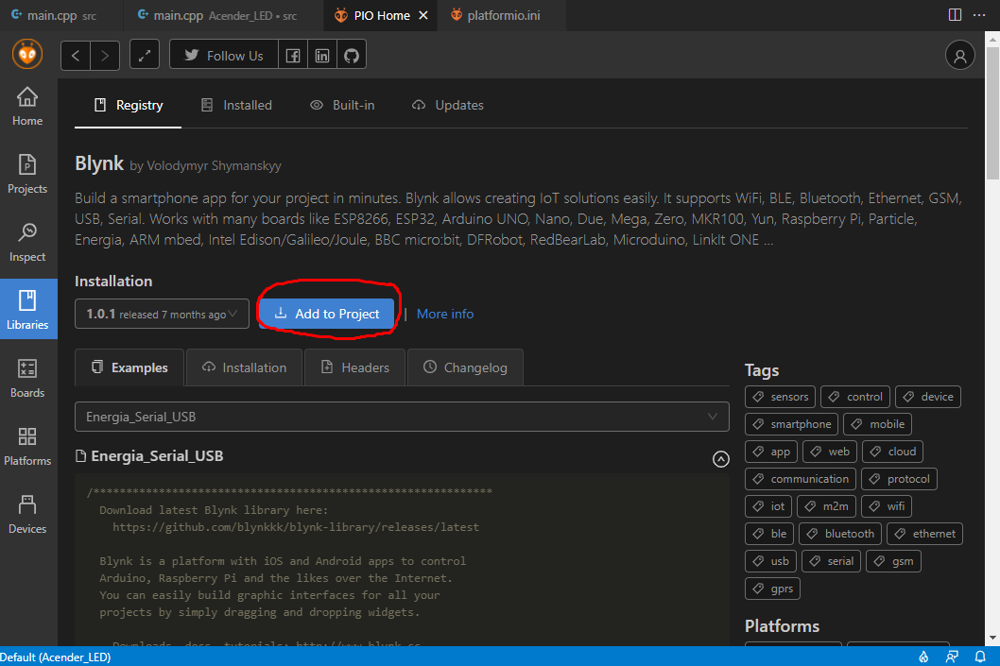 main.cpp src
main.cpp Acender_LED • src
PIO Home
platformio.ini
Follow Us
Home
Projects
Inspect
Libraries
Boards
Platforms
Devices
Registry
Installed
Built-in
Updates
Blynk by Volodymyr Shymanskyy
Build a smartphone app for your project in minutes. Blynk allows creating IoT solutions easily. It supports WiFi, BLE, Bluetooth, Ethernet, GSM,
USB, Serial. Works with many boards like ESP8266, ESP32, Arduino UNO, Nano, Due, Mega, Zero, MKR100, Yun, Raspberry Pi, Particle,
Energia, ARM mbed, Intel Edison/Galileo/Joule, BBC micro:bit, DFRobot, RedBearLab, Microduino, LinkIt ONE ...
Installation
1.0.1 released 7 months ago
Add to Project
| More info
Examples
Installation
Headers
Changelog
Energia_Serial_USB
Energia_Serial_USB
/*************************************************************
Download latest Blynk library here:
https://github.com/blynkkk/blynk-library/releases/latest
Blynk is a platform with iOS and Android apps to control
Arduino, Raspberry Pi and the likes over the Internet.
You can easily build graphic interfaces for all your
projects by simply dragging and dropping widgets.
Downloads, docs, tutorials: http://www.blynk.cc
Tags
sensors control device
smartphone mobile
app web cloud
communication protocol
iot m2m wifi
ble bluetooth ethernet
usb serial gsm
gprs
Platforms
Default (Acender_LED)